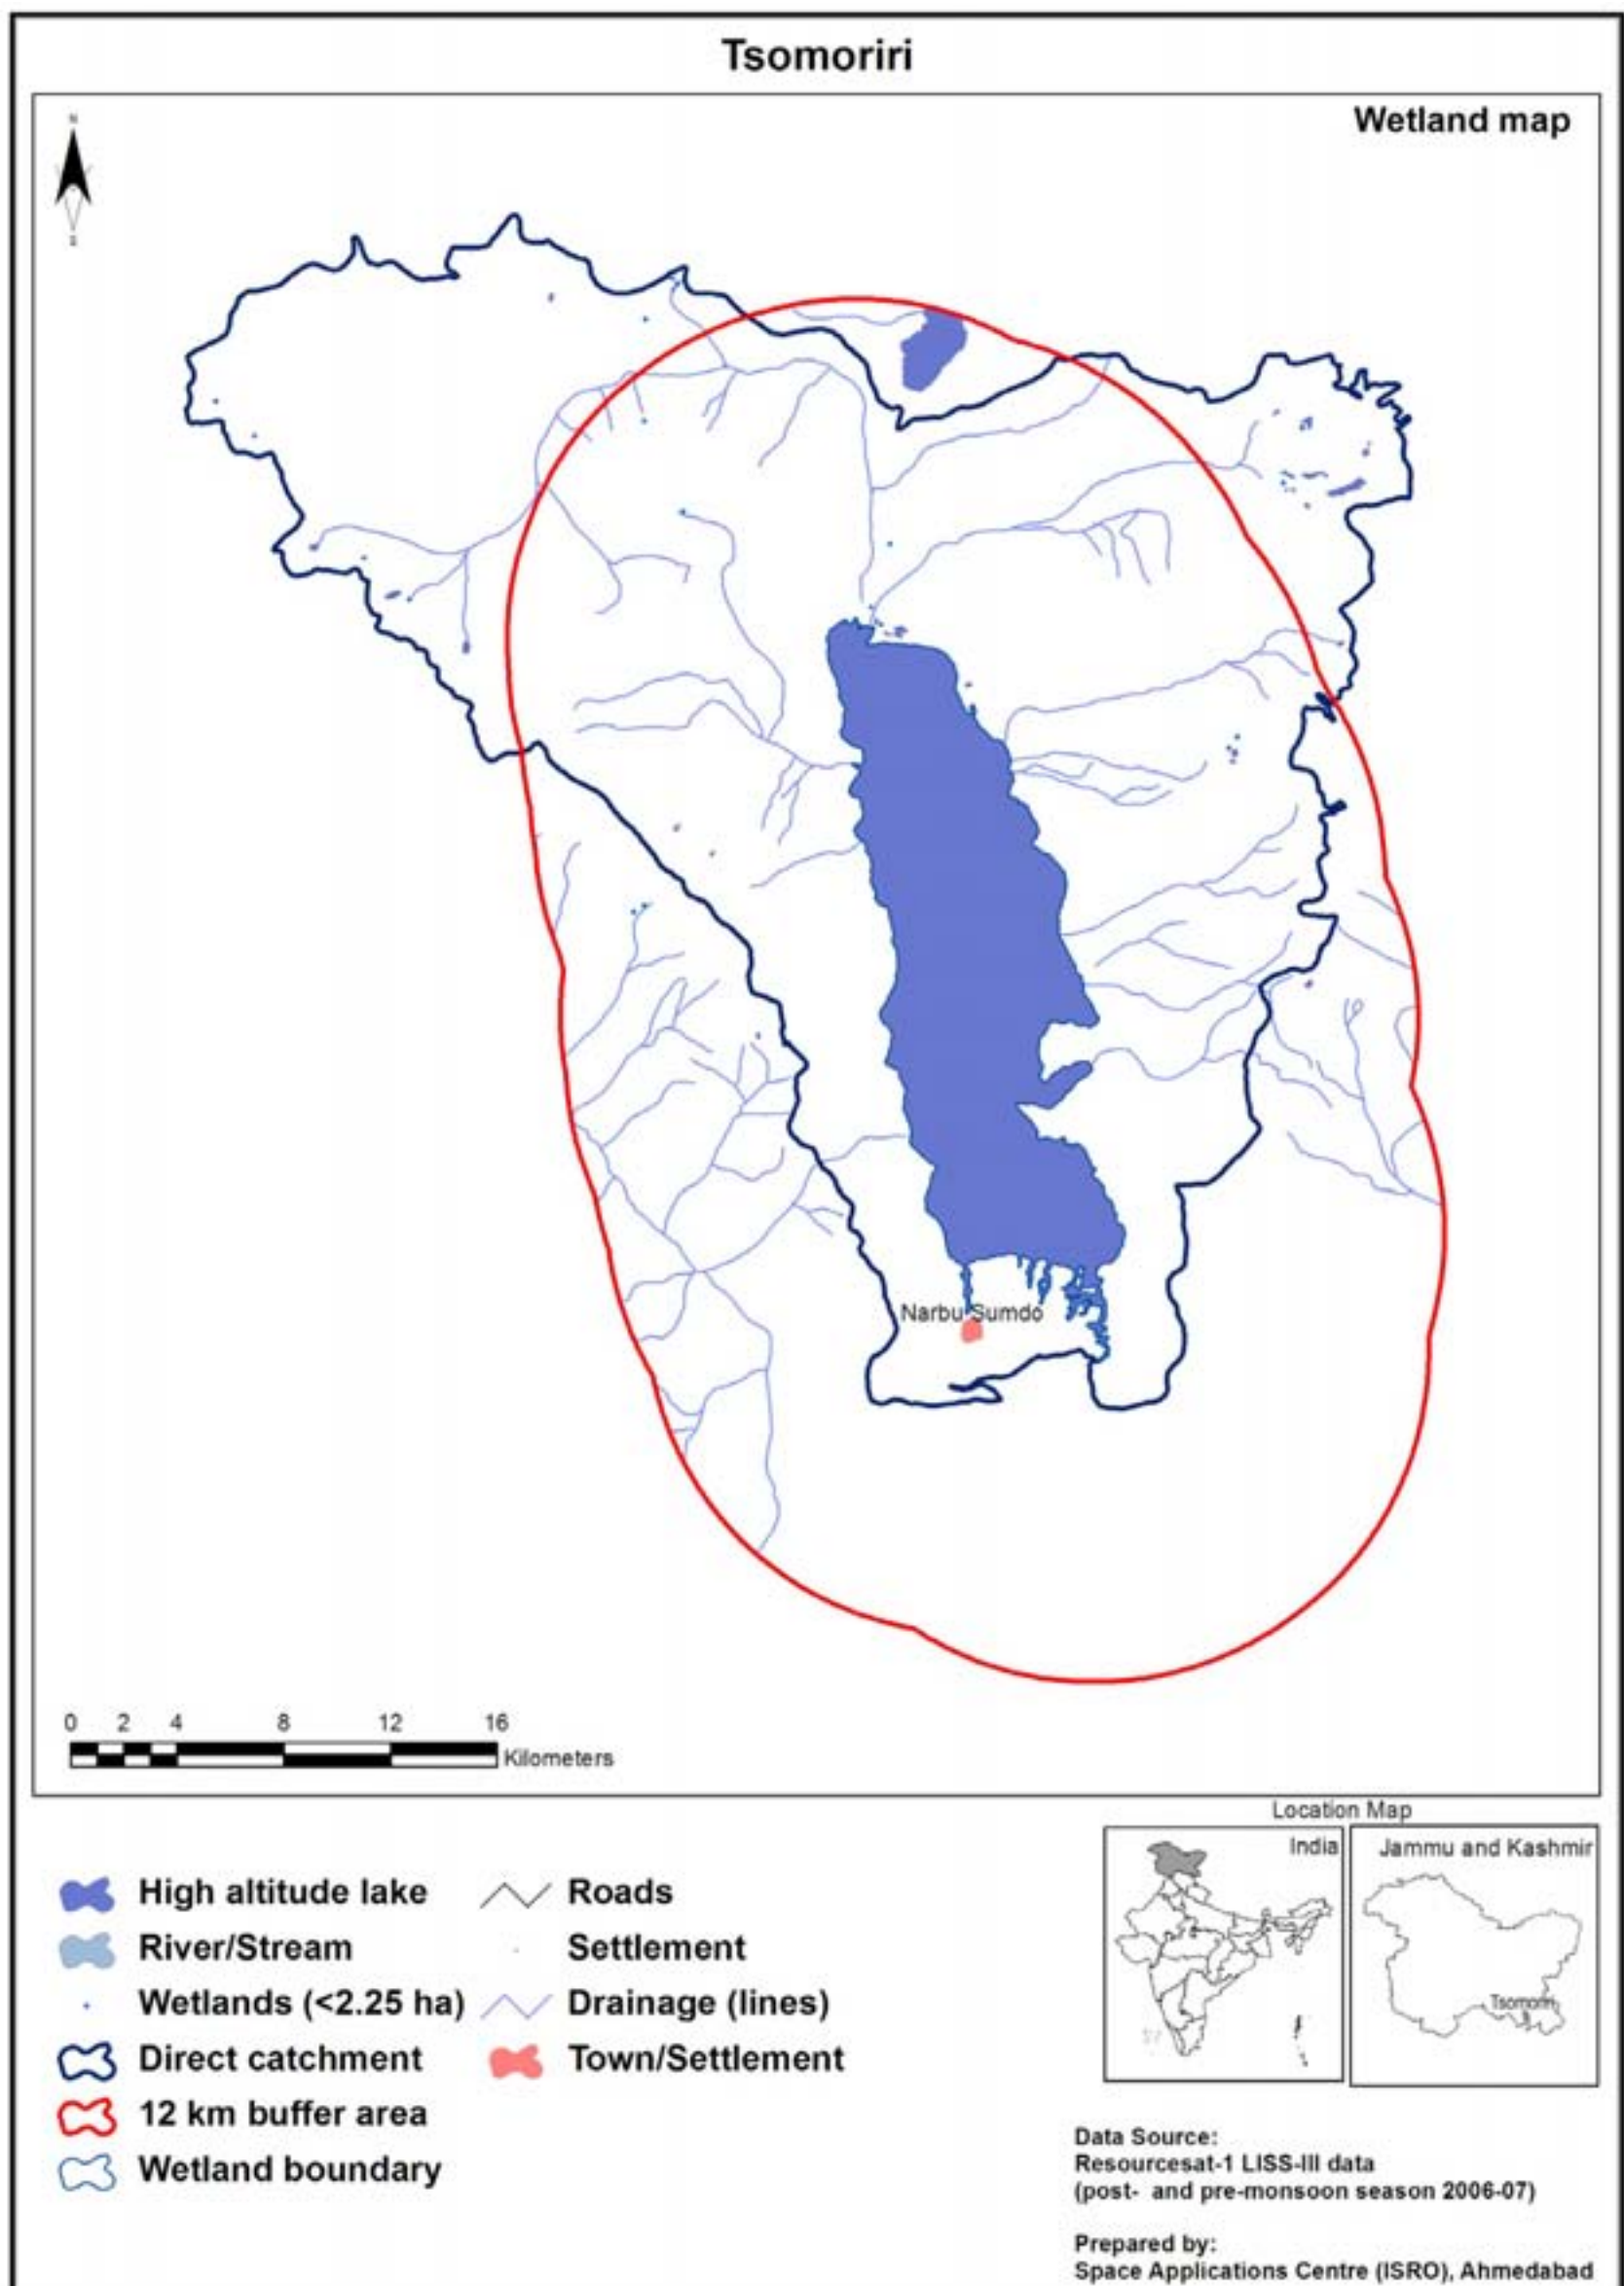 Tsomoriri
Wetland map
N
S
Narbu Sumdo
0 2 4 8 12 16
Kilometers
Location Map
India
Jammu and Kashmir
Tsomoriri
High altitude lake
River/Stream
Wetlands (<2.25 ha)
Direct catchment
12 km buffer area
Wetland boundary
Roads
Settlement
Drainage (lines)
Town/Settlement
Data Source:
Resourcesat-1 LISS-III data
(post- and pre-monsoon season 2006-07)
Prepared by:
Space Applications Centre (ISRO), Ahmedabad